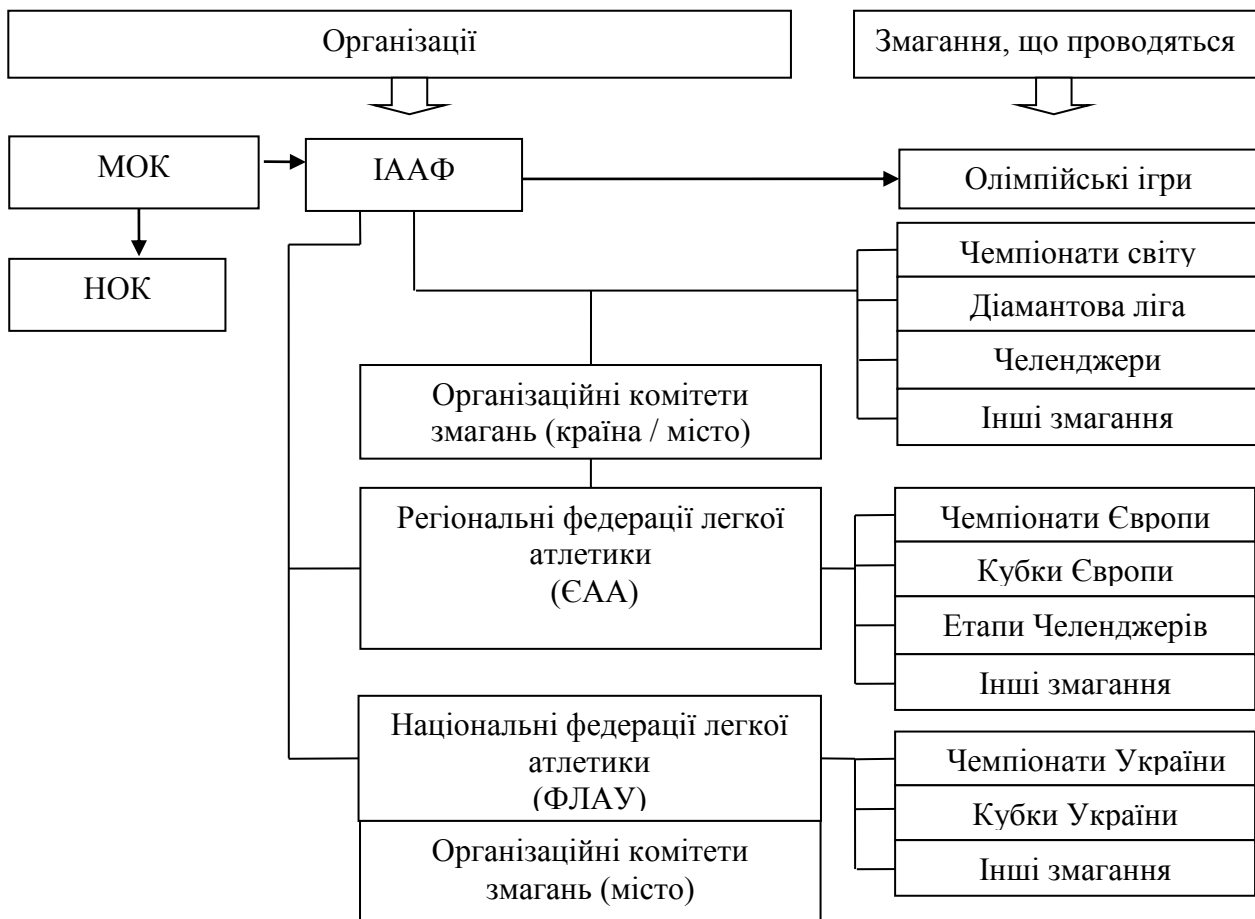 Організації
Змагання, що проводяться
МОК
ІААФ
Олімпійські ігри
НОК
Чемпіонати світу
Діамантова ліга
Челенджери
Інші змагання
Організаційні комітети
змагань (країна / місто)
Регіональні федерації легкої
атлетики
(ЄАА)
Чемпіонати Європи
Кубки Європи
Етапи Челенджерів
Інші змагання
Національні федерації легкої
атлетики
(ФЛАУ)
Організаційні комітети
змагань (місто)
Чемпіонати України
Кубки України
Інші змагання